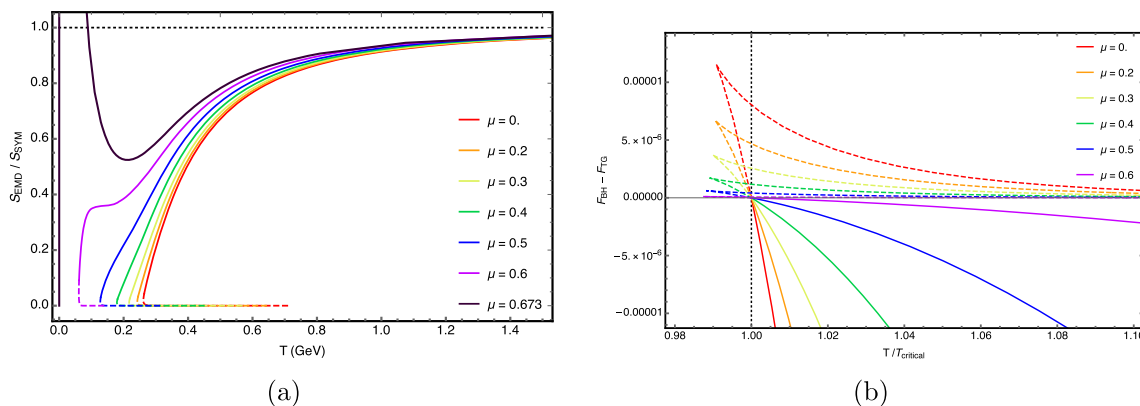 S_EMD / S_SYM
1.0
0.8
0.6
0.4
0.2
0.0
0.0 0.2 0.4 0.6 0.8 1.0 1.2 1.4
T (GeV)
μ = 0.
μ = 0.2
μ = 0.3
μ = 0.4
μ = 0.5
μ = 0.6
μ = 0.673
(a)
F_BH − F_TG
0.00001
5. × 10⁻⁶
0.00000
−5. × 10⁻⁶
−0.00001
0.98 1.00 1.02 1.04 1.06 1.08 1.10
T / T_critical
μ = 0.
μ = 0.2
μ = 0.3
μ = 0.4
μ = 0.5
μ = 0.6
(b)